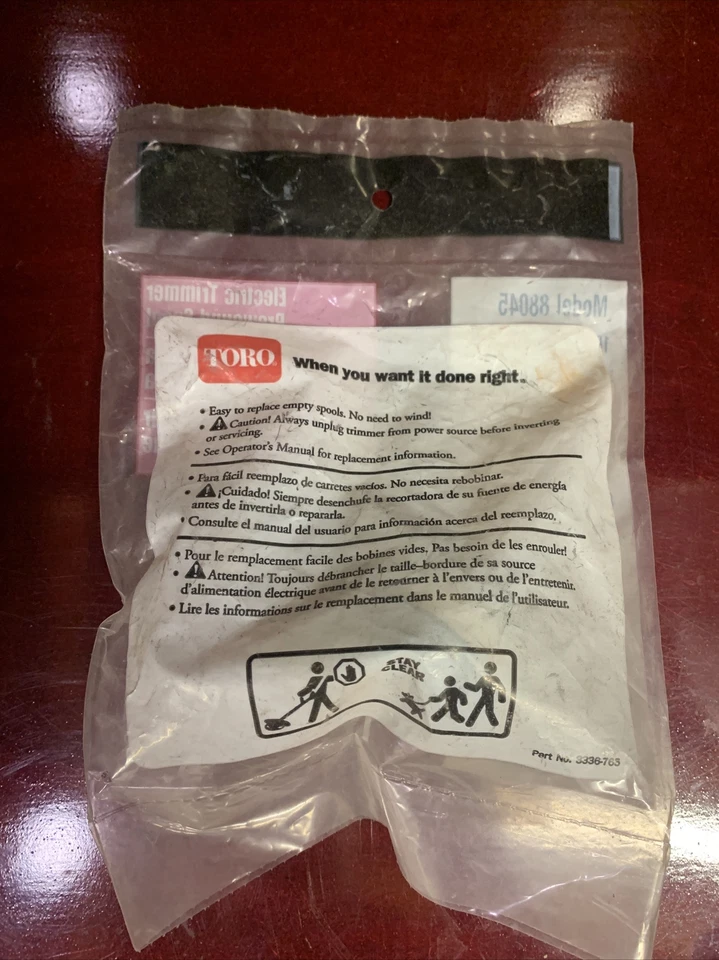 Electric Trimmer
Model 88045
TORO
When you want it done right.
• Easy to replace empty spools. No need to wind!
• ⚠ Caution! Always unplug trimmer from power source before inverting
or servicing.
• See Operator's Manual for replacement information.
• Para fácil reemplazo de carretes vacíos. No necesita rebobinar.
• ⚠ ¡Cuidado! Siempre desenchufe la recortadora de su fuente de energía
antes de invertirla o repararla.
• Consulte el manual del usuario para información acerca del reemplazo.
• Pour le remplacement facile des bobines vides. Pas besoin de les enrouler!
• ⚠ Attention! Toujours débrancher le taille-bordure de sa source
d'alimentation électrique avant de le retourner à l'envers ou de l'entretenir.
• Lire les informations sur le remplacement dans le manuel de l'utilisateur.
STAY
CLEAR
Part No. 3336-763